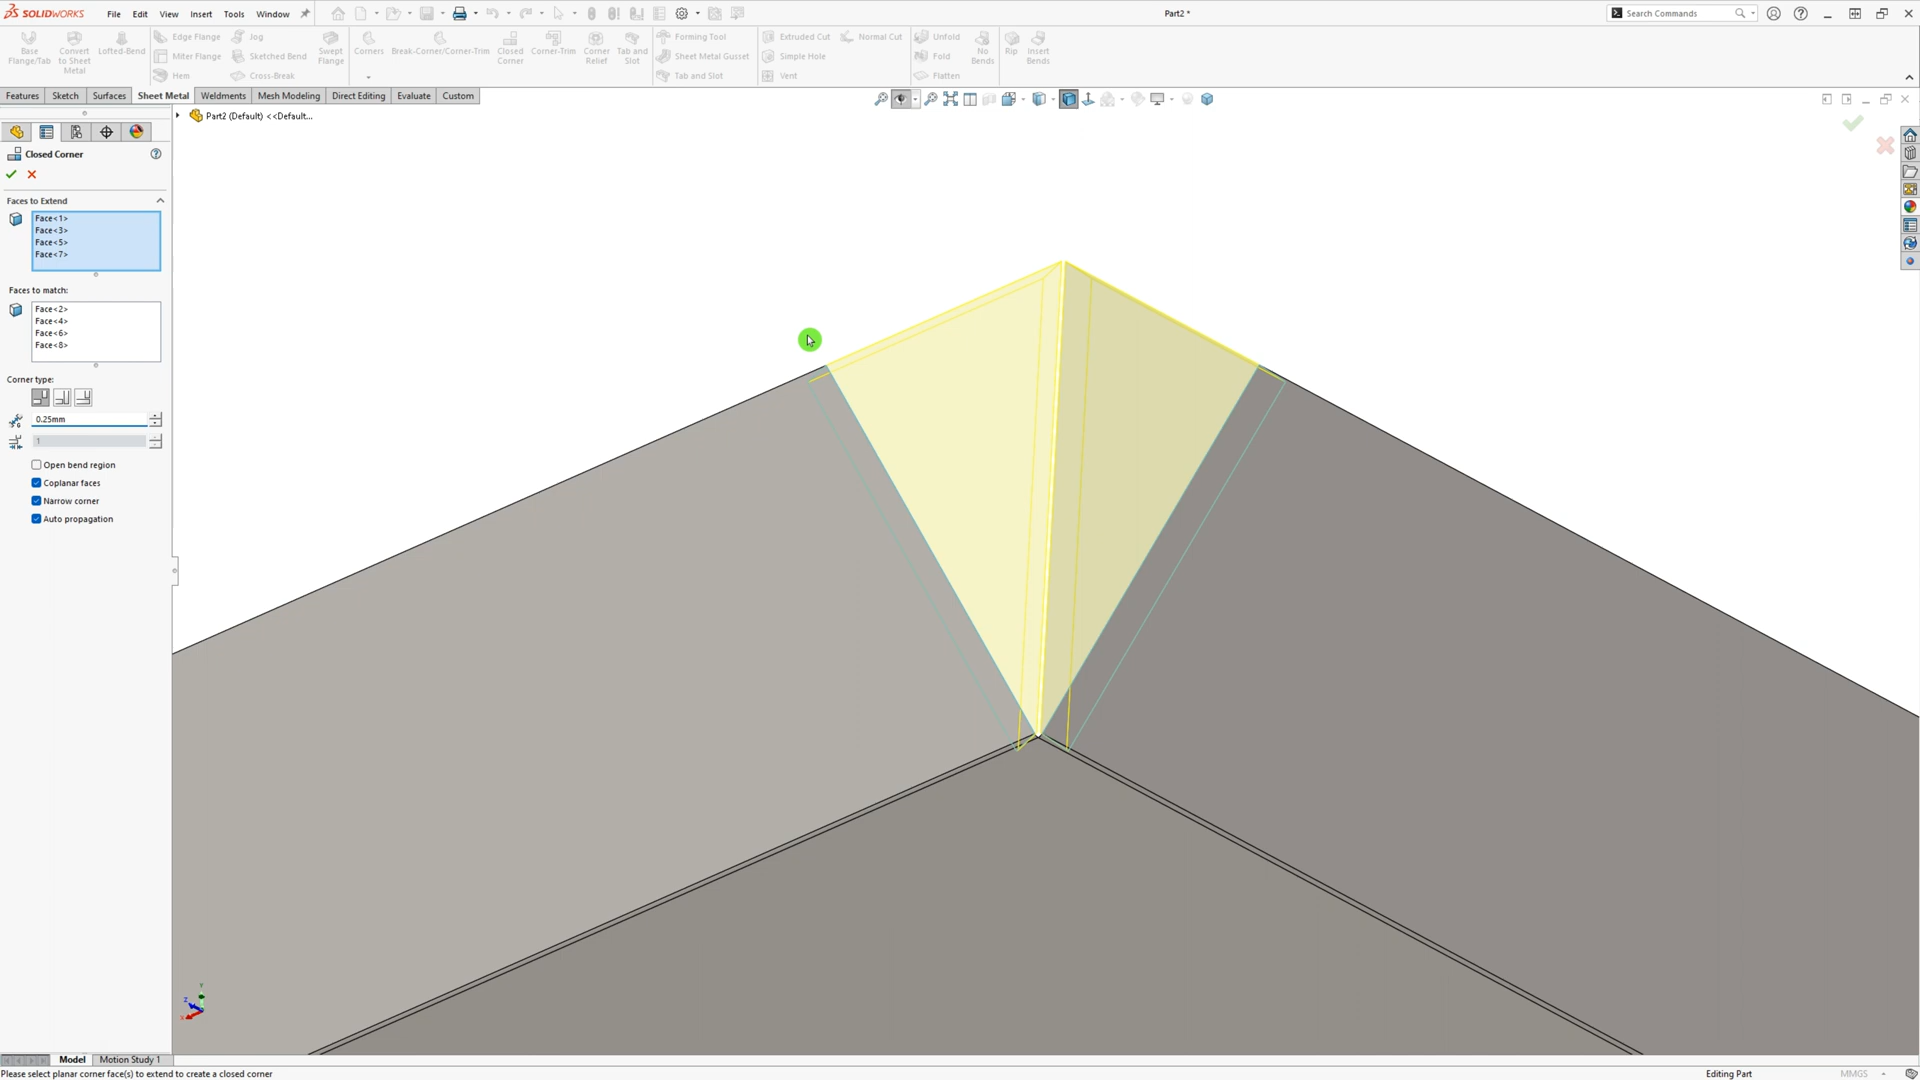 SOLIDWORKS File Edit View Insert Tools Window Part2 * Search Commands
Base Flange/Tab
Convert to Sheet Metal
Lofted-Bend
Edge Flange
Miter Flange
Hem
Jog
Sketched Bend
Cross-Break
Swept Flange
Corners
Break-Corner/Corner-Trim
Closed Corner
Corner-Trim
Corner Relief
Tab and Slot
Forming Tool
Sheet Metal Gusset
Tab and Slot
Extruded Cut
Simple Hole
Vent
Normal Cut
Unfold
Fold
Flatten
No Bends
Rip
Insert Bends
Features Sketch Surfaces Sheet Metal Weldments Mesh Modeling Direct Editing Evaluate Custom
Part2 (Default) <<Default...
Closed Corner
Faces to Extend
Face<1>
Face<3>
Face<5>
Face<7>
Faces to match:
Face<2>
Face<4>
Face<6>
Face<8>
Corner type:
0.25mm
1
Open bend region
Coplanar faces
Narrow corner
Auto propagation
Model Motion Study 1
Please select planar corner face(s) to extend to create a closed corner Editing Part MMGS